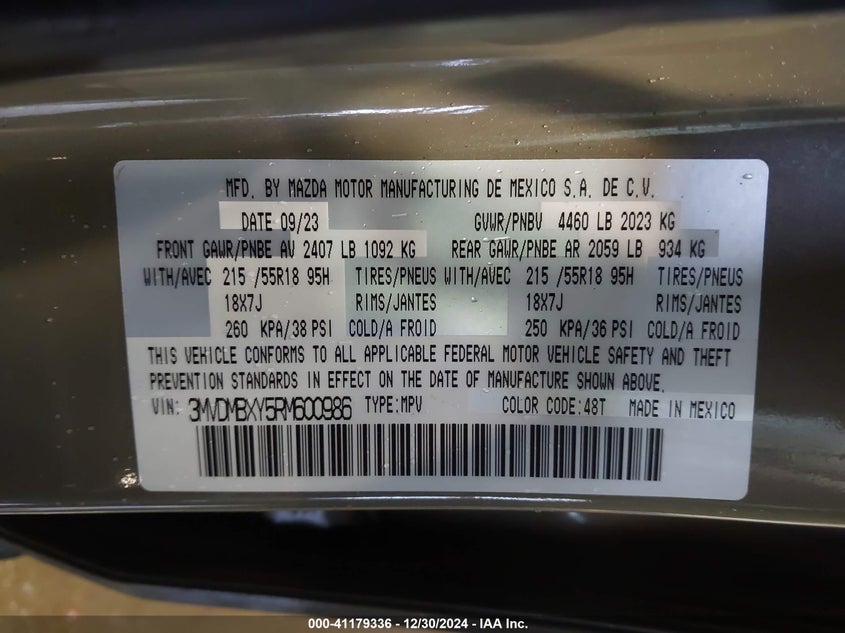 MFD. BY MAZDA MOTOR MANUFACTURING DE MEXICO S.A. DE C.V.
DATE 09/23 GVWR/PNBV 4460 LB 2023 KG
FRONT GAWR/PNBE AV 2407 LB 1092 KG REAR GAWR/PNBE AR 2059 LB 934 KG
WITH/AVEC 215 /55R18 95H TIRES/PNEUS WITH/AVEC 215 /55R18 95H TIRES/PNEUS
18X7J RIMS/JANTES 18X7J RIMS/JANTES
260 KPA/38 PSI COLD/A FROID 250 KPA/36 PSI COLD/A FROID
THIS VEHICLE CONFORMS TO ALL APPLICABLE FEDERAL MOTOR VEHICLE SAFETY AND THEFT
PREVENTION STANDARDS IN EFFECT ON THE DATE OF MANUFACTURE SHOWN ABOVE.
VIN: 3MVDMBXY5RM600986 TYPE:MPV COLOR CODE:48T MADE IN MEXICO
000-41179336 - 12/30/2024 - IAA Inc.